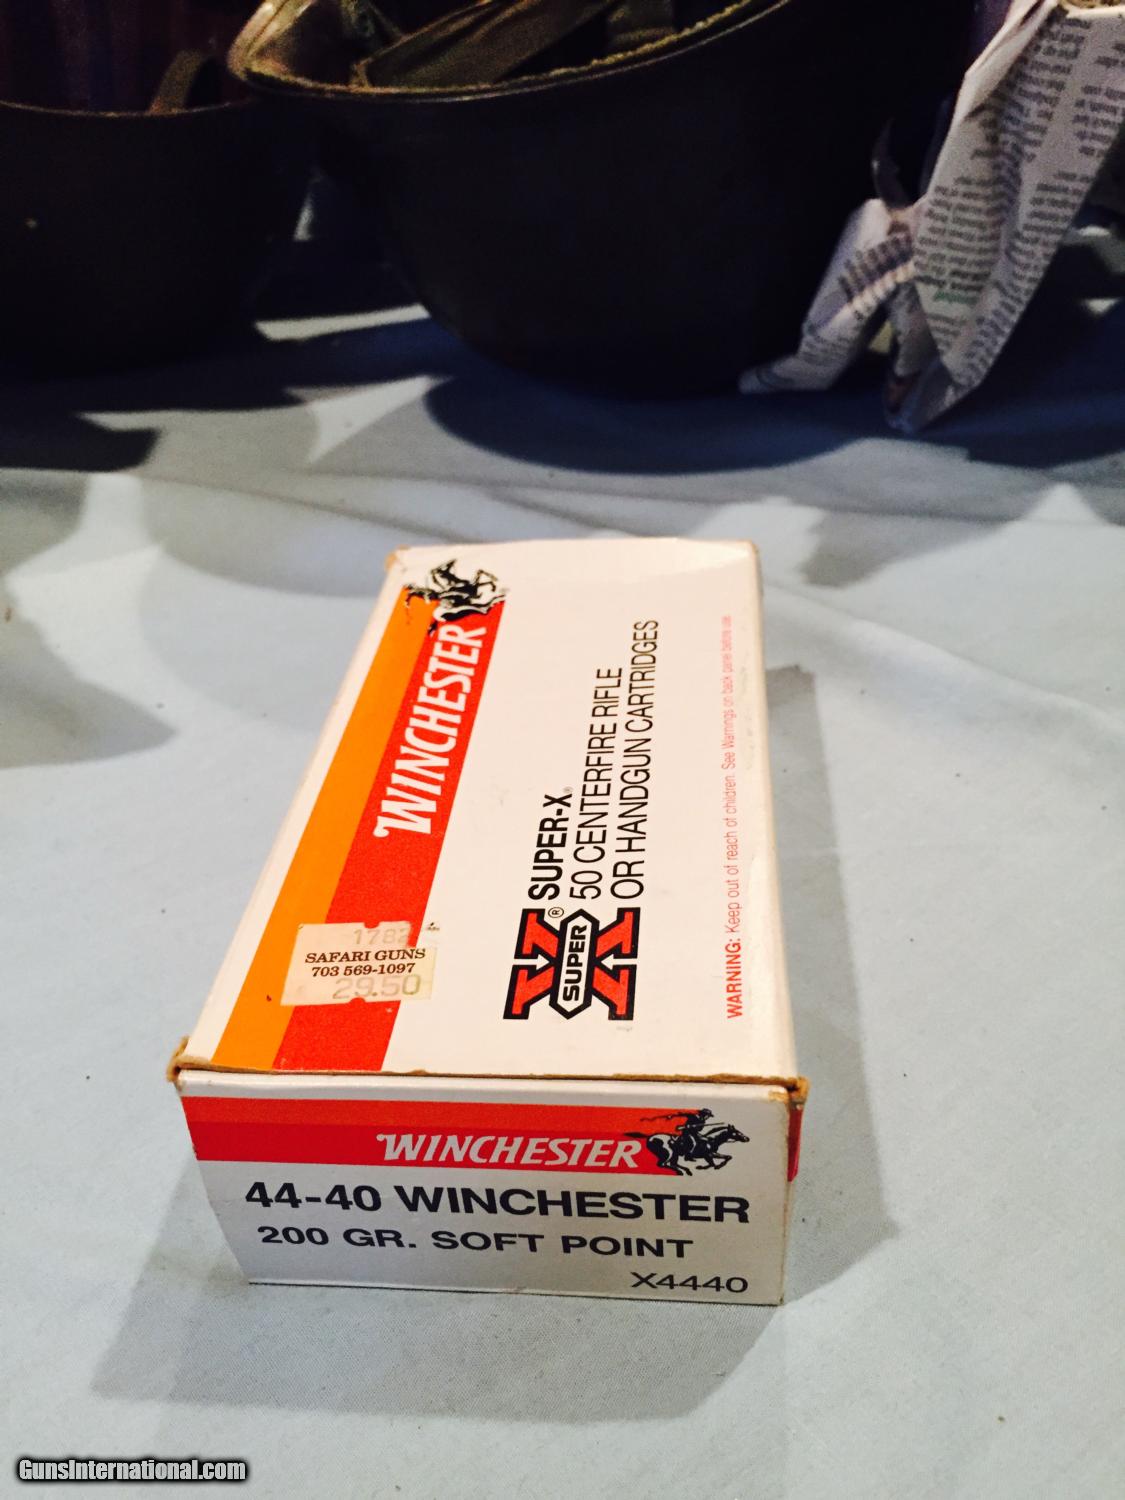 WINCHESTER
SUPER
SUPER-X®
50 CENTERFIRE RIFLE
OR HANDGUN CARTRIDGES
WARNING: Keep out of reach of children. See Warnings on back panel before use.
1782
SAFARI GUNS
703 569-1097
29.50
WINCHESTER
44-40 WINCHESTER
200 GR. SOFT POINT
X4440
GunsInternational.com